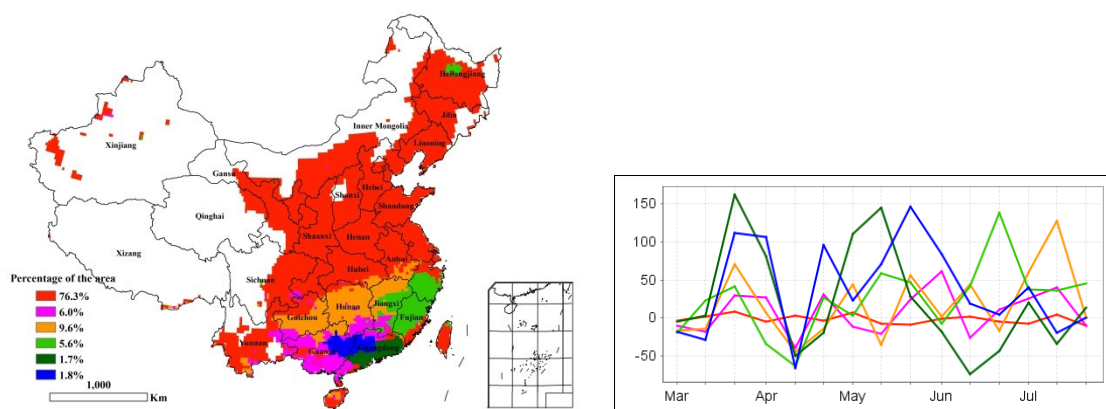 Heilongjiang
Jilin
Inner Mongolia
Liaoning
Xinjiang
Gansu
Hebei
Shanxi
Shandong
Qinghai
Shaanxi
Henan
Xizang
Anhui
Hubei
Sichuan
Percentage of the area
76.3%
6.0%
9.6%
5.6%
1.7%
1.8%
Hunan
Jiangxi
Guizhou
Fujian
Yunnan
Guangdong
1,000
Km
150
100
50
0
-50
Mar
Apr
May
Jun
Jul